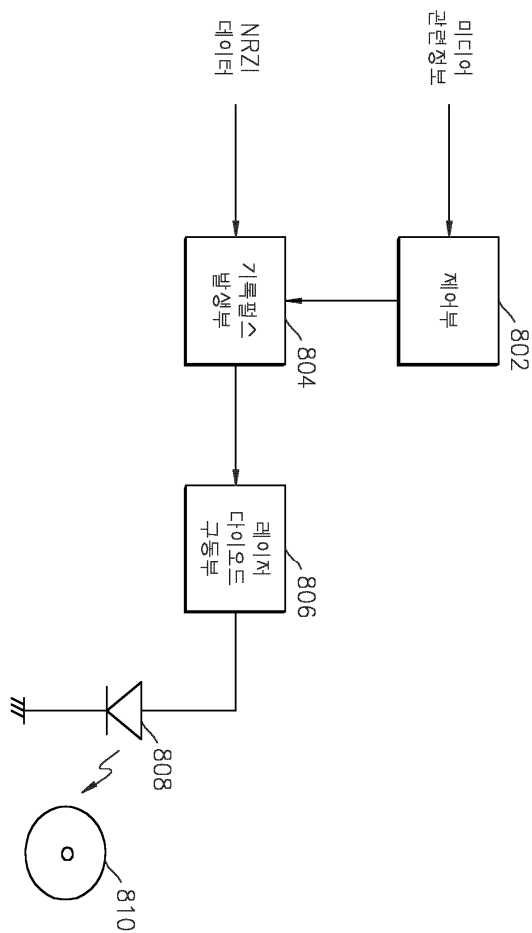 미디어
관련정보
제어부
802
NRZI
데이터
기록펄스
발생부
804
레이저
다이오드
구동부
806
808
810